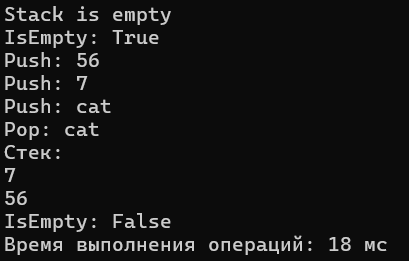 Stack is empty
IsEmpty: True
Push: 56
Push: 7
Push: cat
Pop: cat
Стек:
7
56
IsEmpty: False
Время выполнения операций: 18 мс